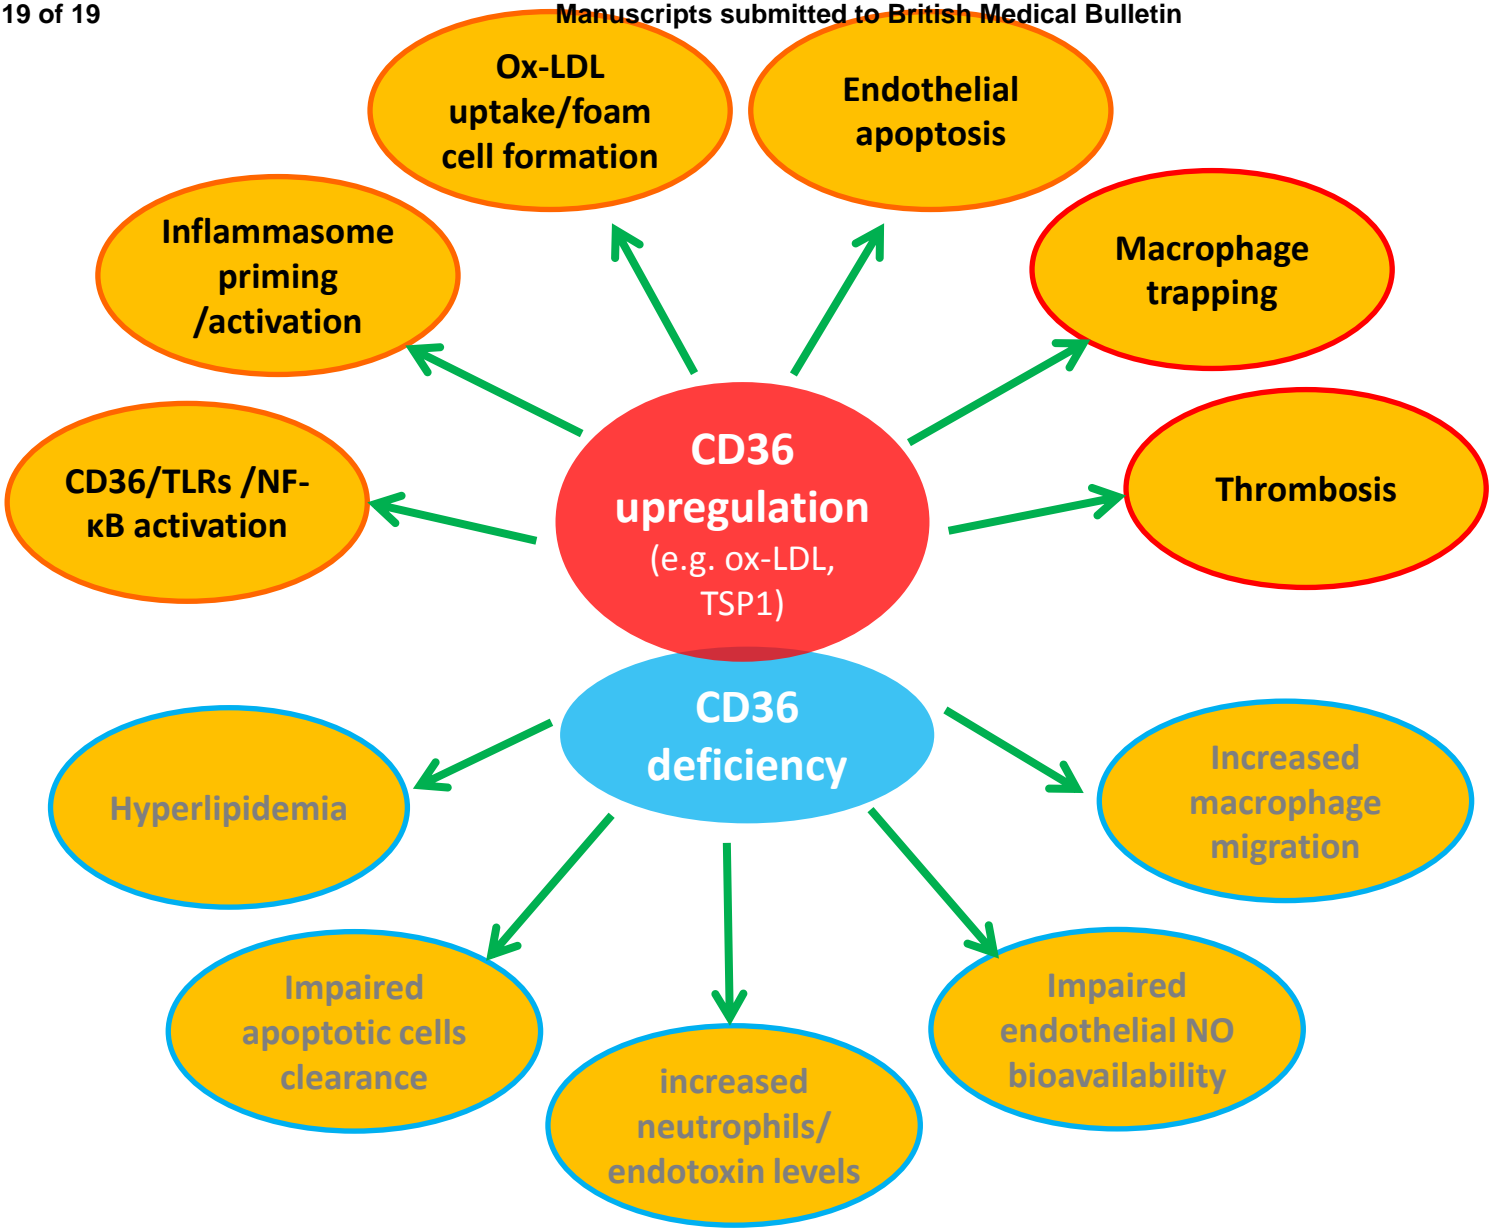 19 of 19
Manuscripts submitted to British Medical Bulletin
Ox-LDL
uptake/foam
cell formation
Endothelial
apoptosis
Inflammasome
priming
/activation
Macrophage
trapping
CD36/TLRs /NF-
κB activation
CD36
upregulation
(e.g. ox-LDL,
TSP1)
Thrombosis
CD36
deficiency
Hyperlipidemia
Increased
macrophage
migration
Impaired
apoptotic cells
clearance
increased
neutrophils/
endotoxin levels
Impaired
endothelial NO
bioavailability